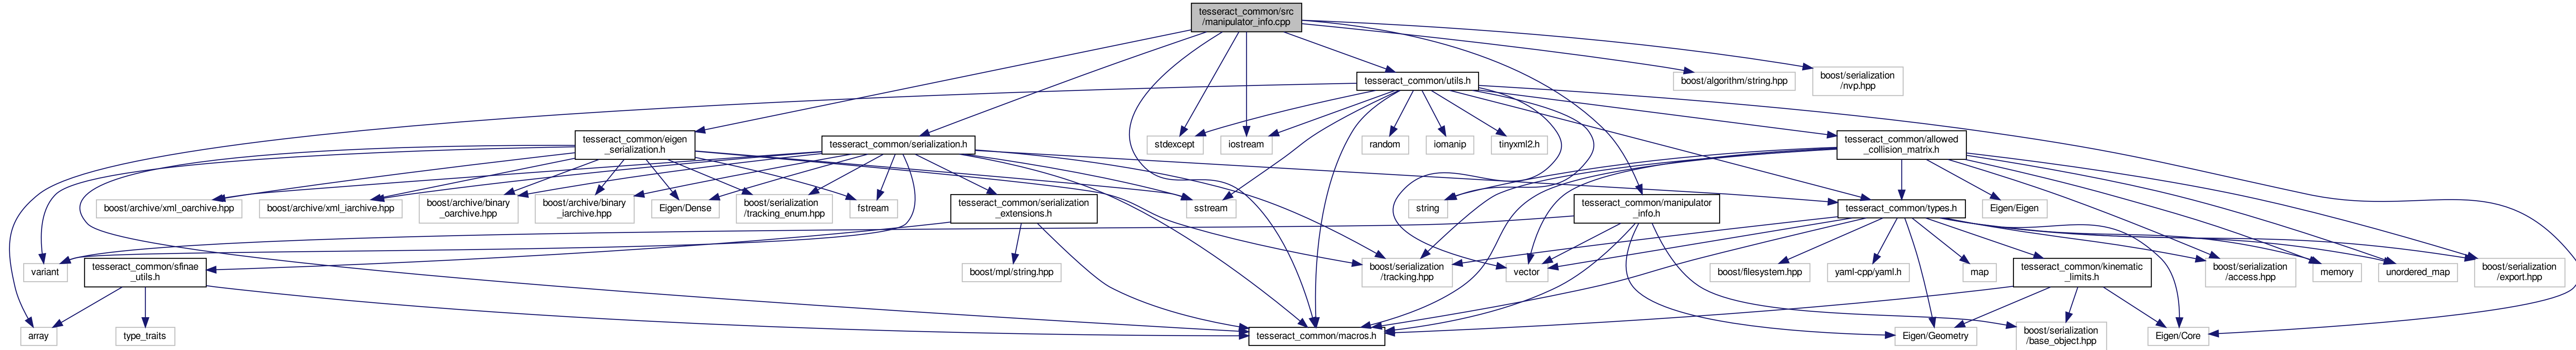 tesseract_common/src
/manipulator_info.cpp
tesseract_common/utils.h
boost/algorithm/string.hpp
boost/serialization
/nvp.hpp
tesseract_common/eigen
_serialization.h
tesseract_common/serialization.h
stdexcept
iostream
random
iomanip
tinyxml2.h
tesseract_common/allowed
_collision_matrix.h
boost/archive/xml_oarchive.hpp
boost/archive/xml_iarchive.hpp
boost/archive/binary
_oarchive.hpp
boost/archive/binary
_iarchive.hpp
Eigen/Dense
boost/serialization
/tracking_enum.hpp
fstream
tesseract_common/serialization
_extensions.h
sstream
string
tesseract_common/manipulator
_info.h
tesseract_common/types.h
Eigen/Eigen
variant
tesseract_common/sfinae
_utils.h
boost/mpl/string.hpp
boost/serialization
/tracking.hpp
vector
boost/filesystem.hpp
yaml-cpp/yaml.h
map
tesseract_common/kinematic
_limits.h
boost/serialization
/access.hpp
memory
unordered_map
boost/serialization
/export.hpp
array
type_traits
tesseract_common/macros.h
Eigen/Geometry
boost/serialization
/base_object.hpp
Eigen/Core